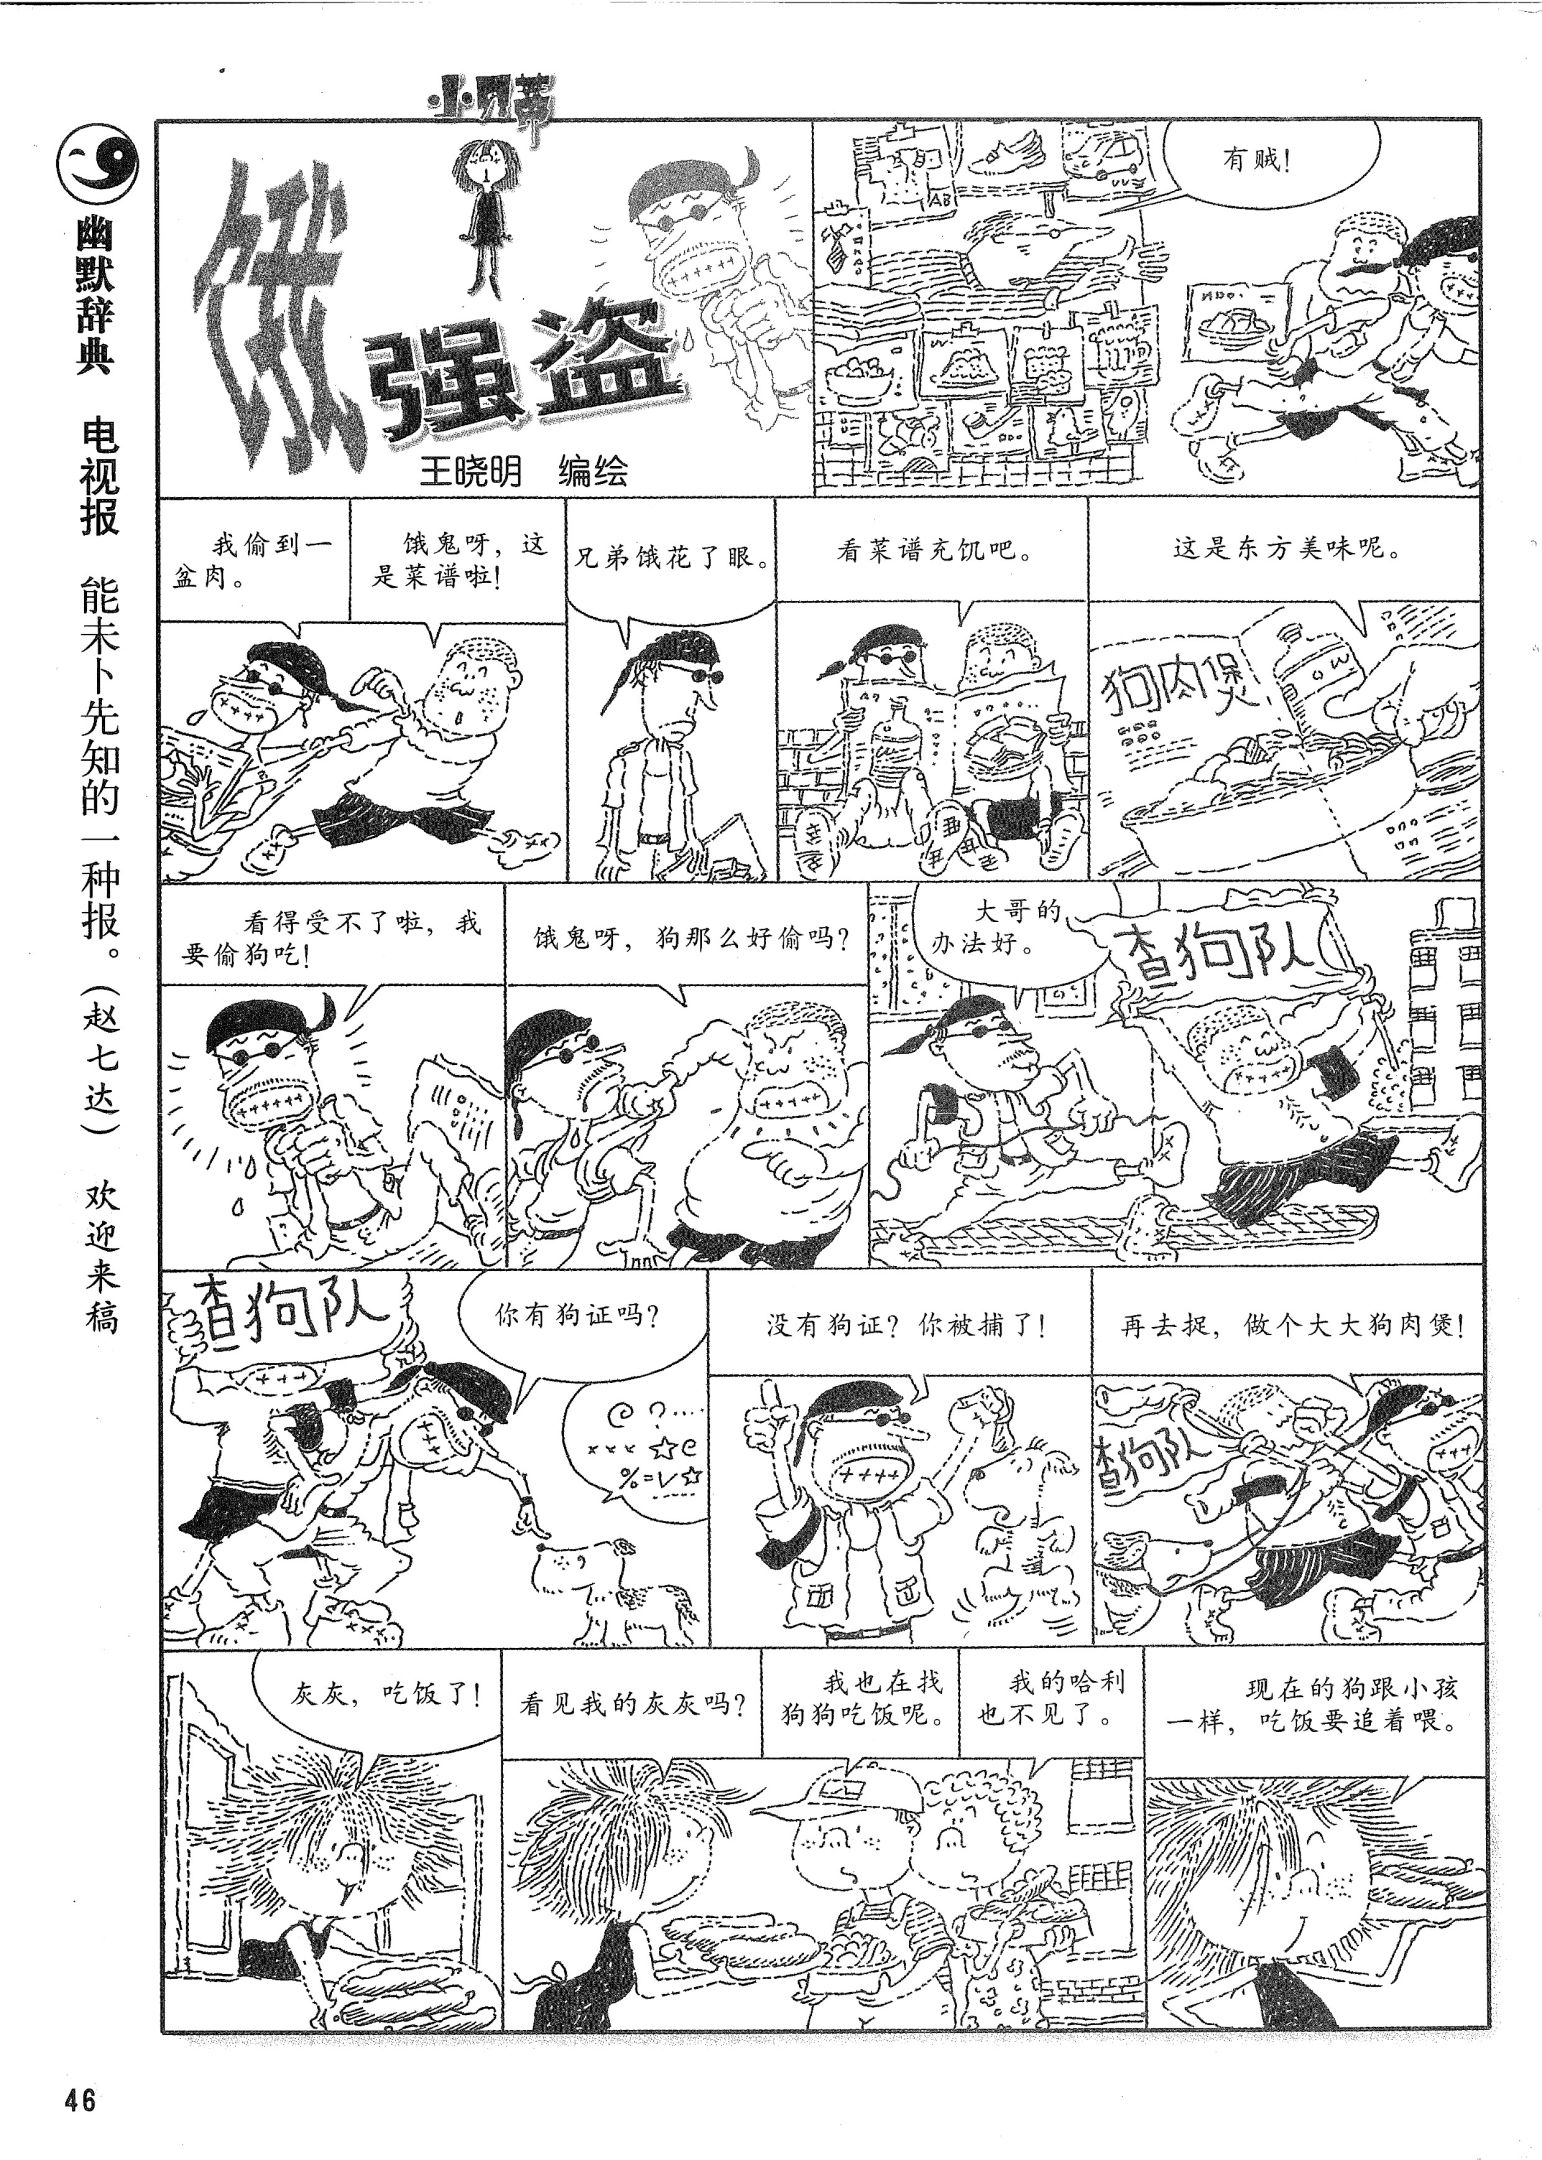 小贝蒂
饿
强盗
王晓明 编绘
有贼！
AB
我偷到一
盆肉。
饿鬼呀，这
是菜谱啦！
兄弟饿花了眼。
看菜谱充饥吧。
这是东方美味呢。
狗肉煲
看得受不了啦，我
要偷狗吃！
饿鬼呀，狗那么好偷吗？
大哥的
办法好。
查狗队
查狗队
你有狗证吗？
没有狗证？你被捕了！
再去捉，做个大大狗肉煲！
查狗队
灰灰，吃饭了！
看见我的灰灰吗？
我也在找
狗狗吃饭呢。
我的哈利
也不见了。
现在的狗跟小孩
一样，吃饭要追着喂。
幽默辞典 电视报 能未卜先知的一种报。（赵七达） 欢迎来稿
46